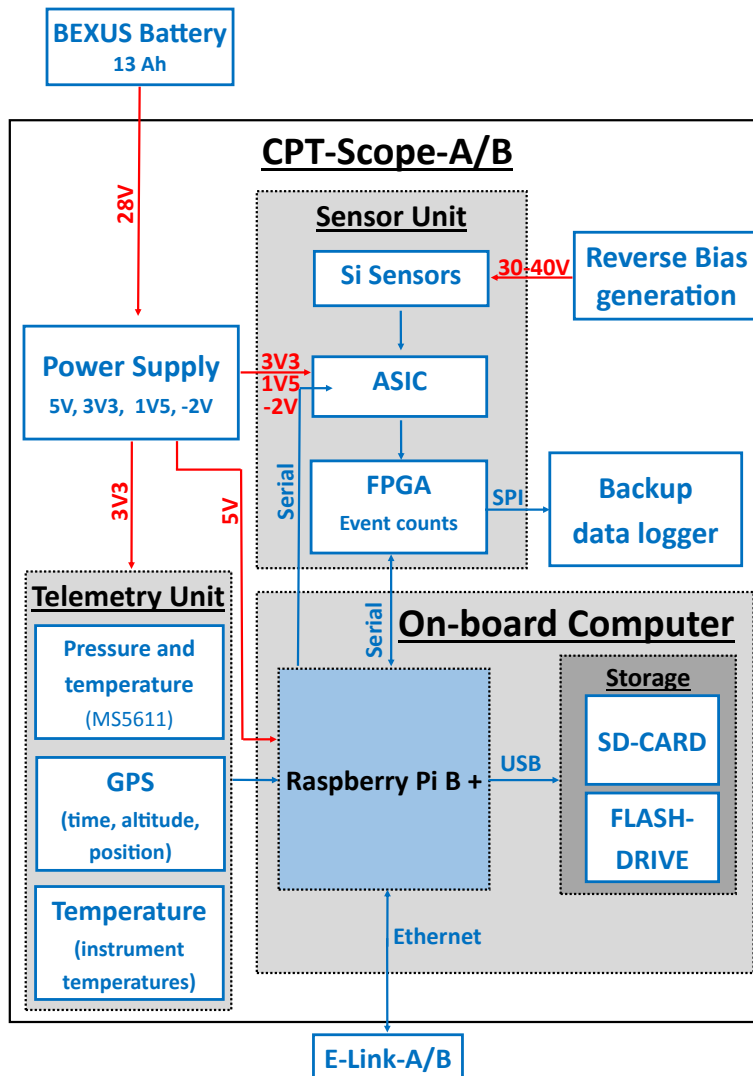 BEXUS Battery
13 Ah
CPT-Scope-A/B
28V
Sensor Unit
Si Sensors
30-40V
Reverse Bias
generation
Power Supply
5V, 3V3, 1V5, -2V
3V3
1V5
-2V
ASIC
Serial
FPGA
Event counts
SPI
Backup
data logger
3V3
5V
Telemetry Unit
Pressure and
temperature
(MS5611)
GPS
(time, altitude,
position)
Temperature
(instrument
temperatures)
On-board Computer
Serial
Raspberry Pi B +
USB
Storage
SD-CARD
FLASH-
DRIVE
Ethernet
E-Link-A/B